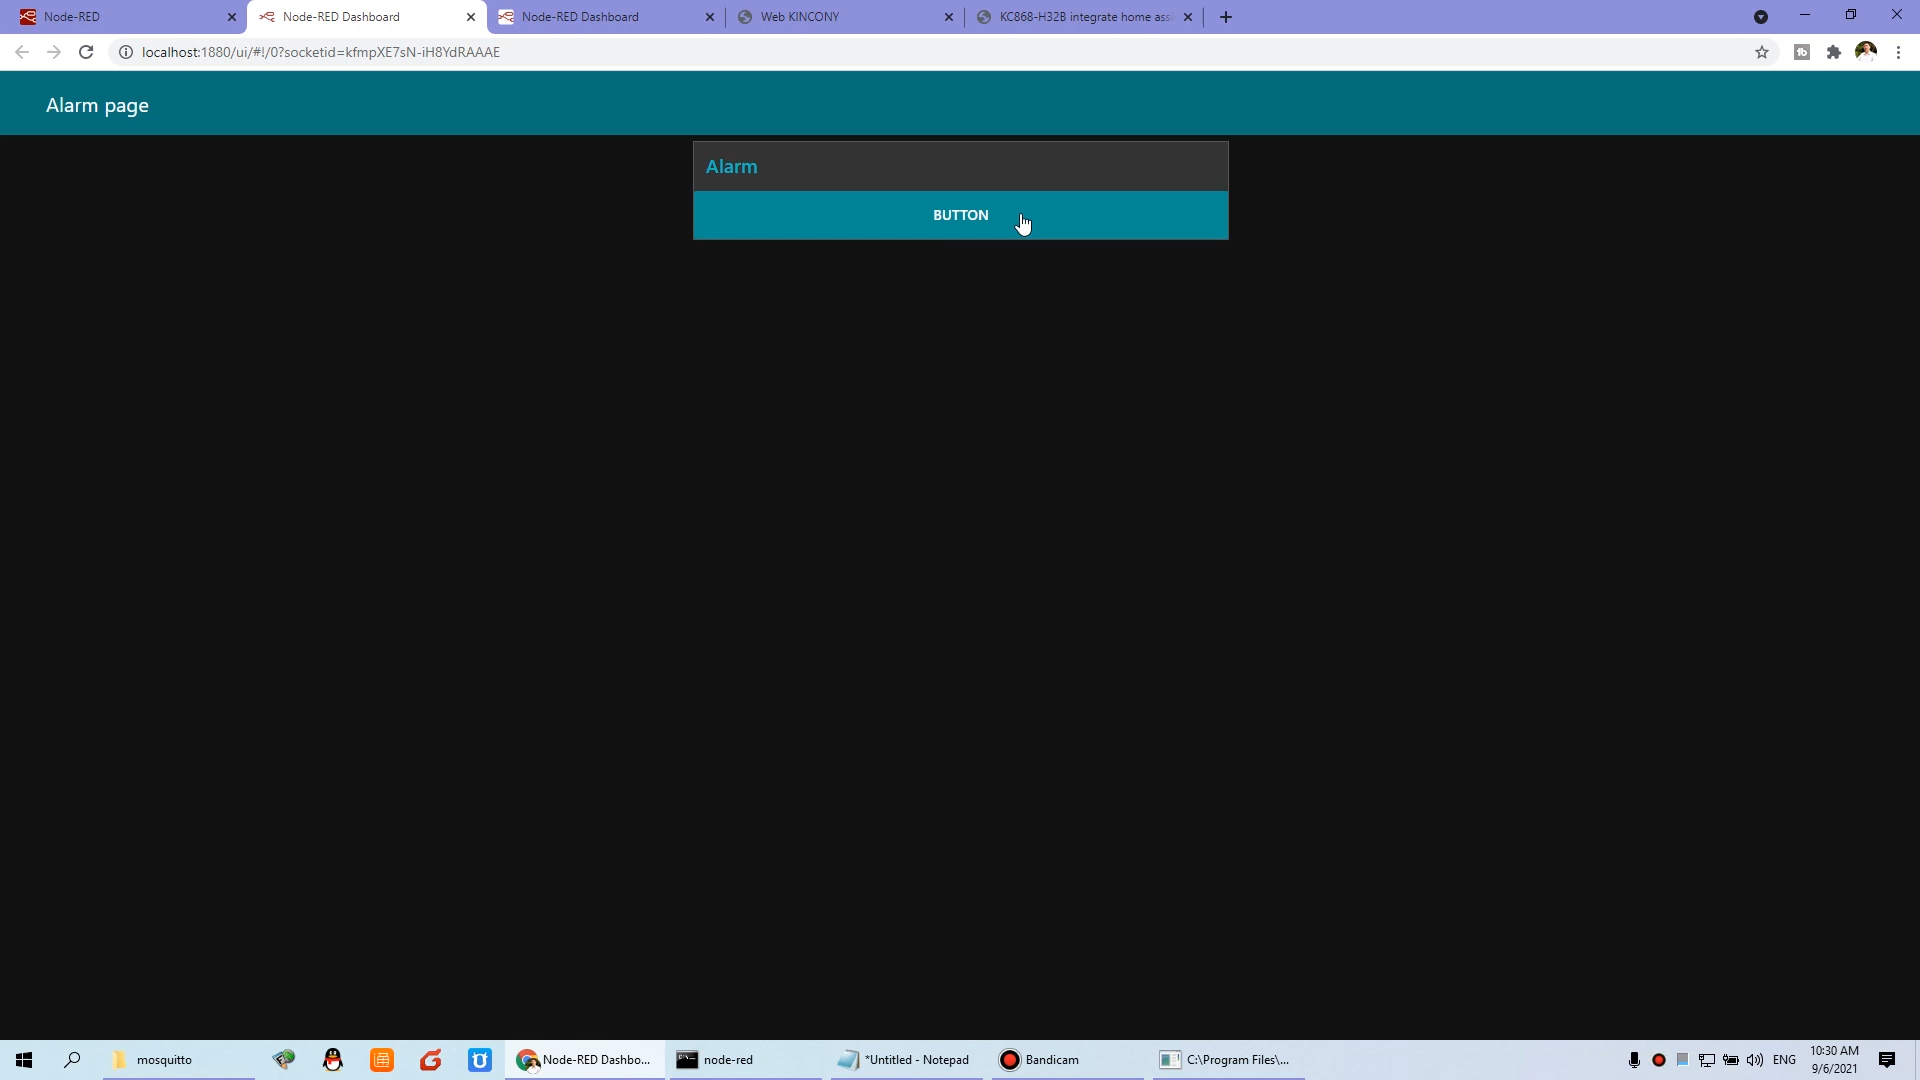 Node-RED
Node-RED Dashboard
Node-RED Dashboard
Web KINCONY
KC868-H32B integrate home assi
localhost:1880/ui/#!/0?socketid=kfmpXE7sN-iH8YdRAAAE
Alarm page
Alarm
BUTTON
mosquitto
Node-RED Dashbo...
node-red
*Untitled - Notepad
Bandicam
C:\Program Files\...
ENG
10:30 AM
9/6/2021